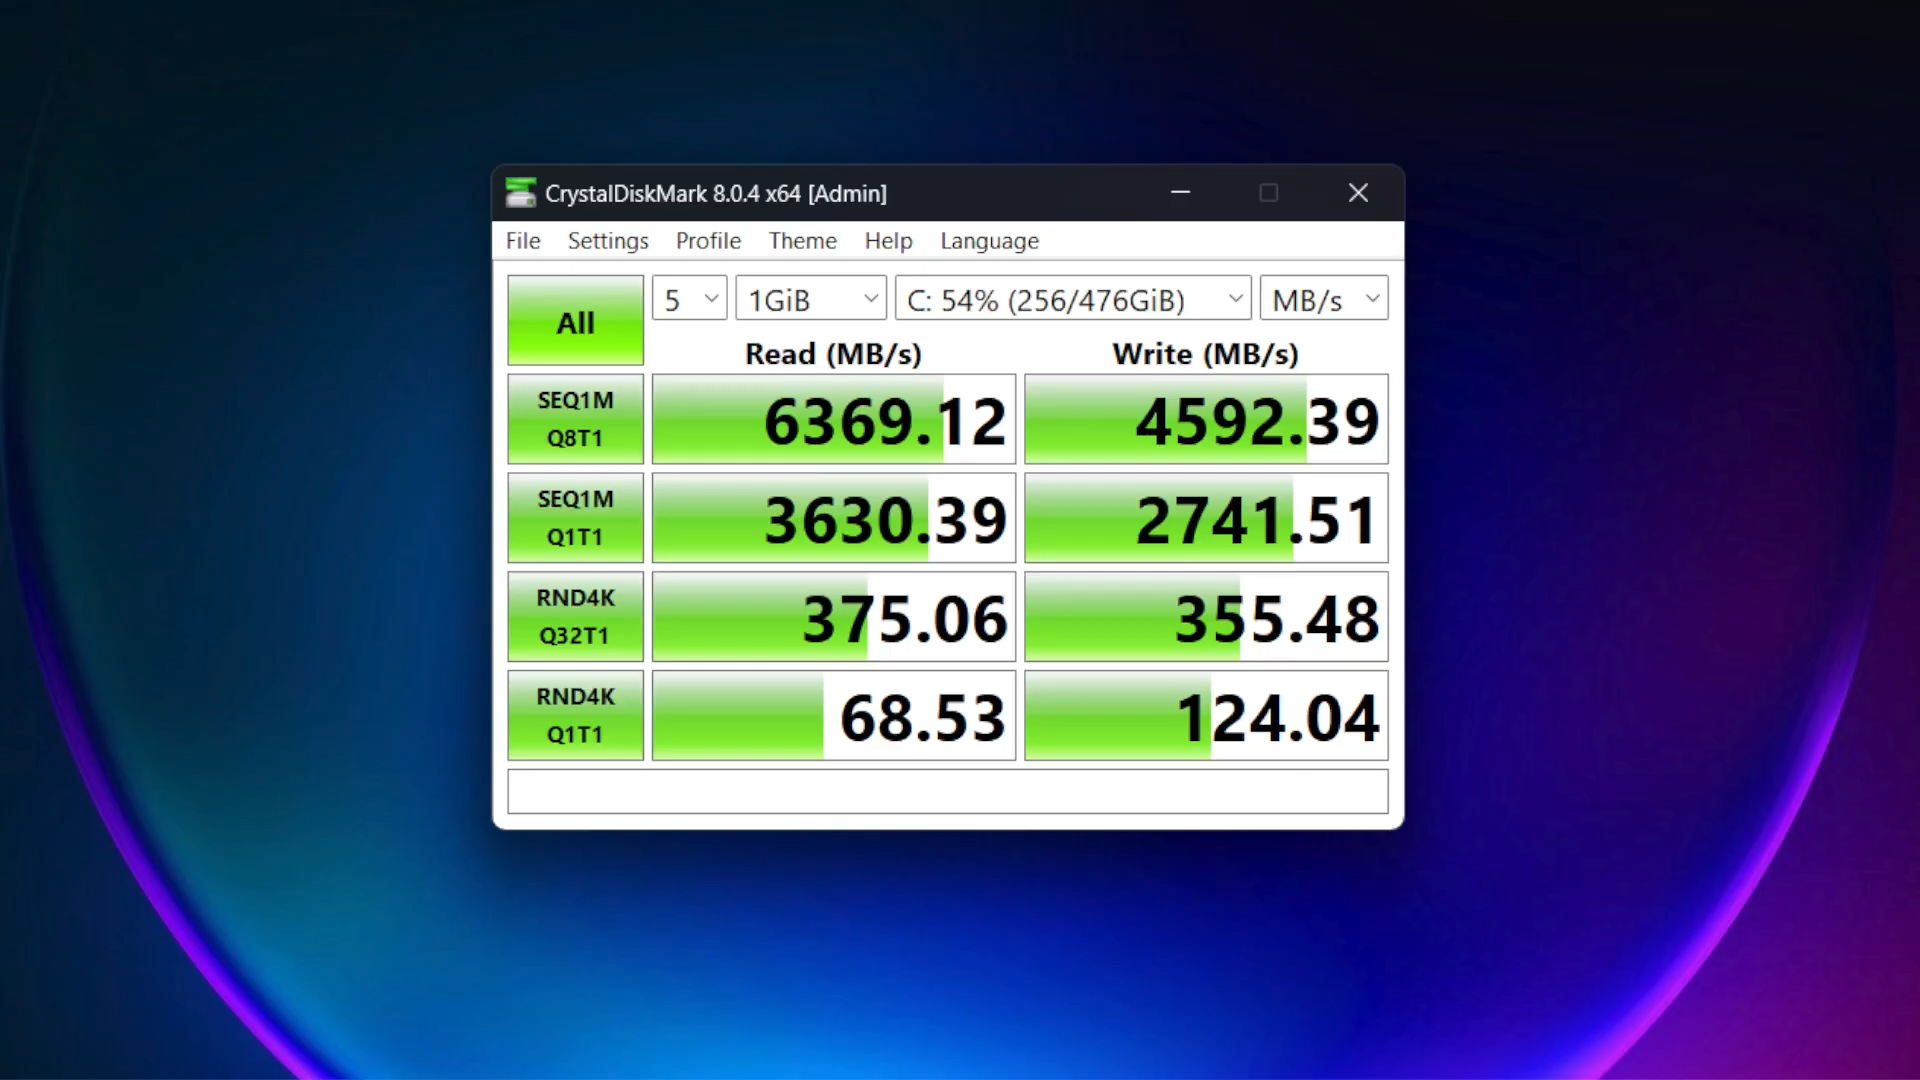 CrystalDiskMark 8.0.4 x64 [Admin]
File Settings Profile Theme Help Language
All 5 1GiB C: 54% (256/476GiB) MB/s
Read (MB/s) Write (MB/s)
SEQ1M
Q8T1
6369.12 4592.39
SEQ1M
Q1T1
3630.39 2741.51
RND4K
Q32T1
375.06 355.48
RND4K
Q1T1
68.53 124.04